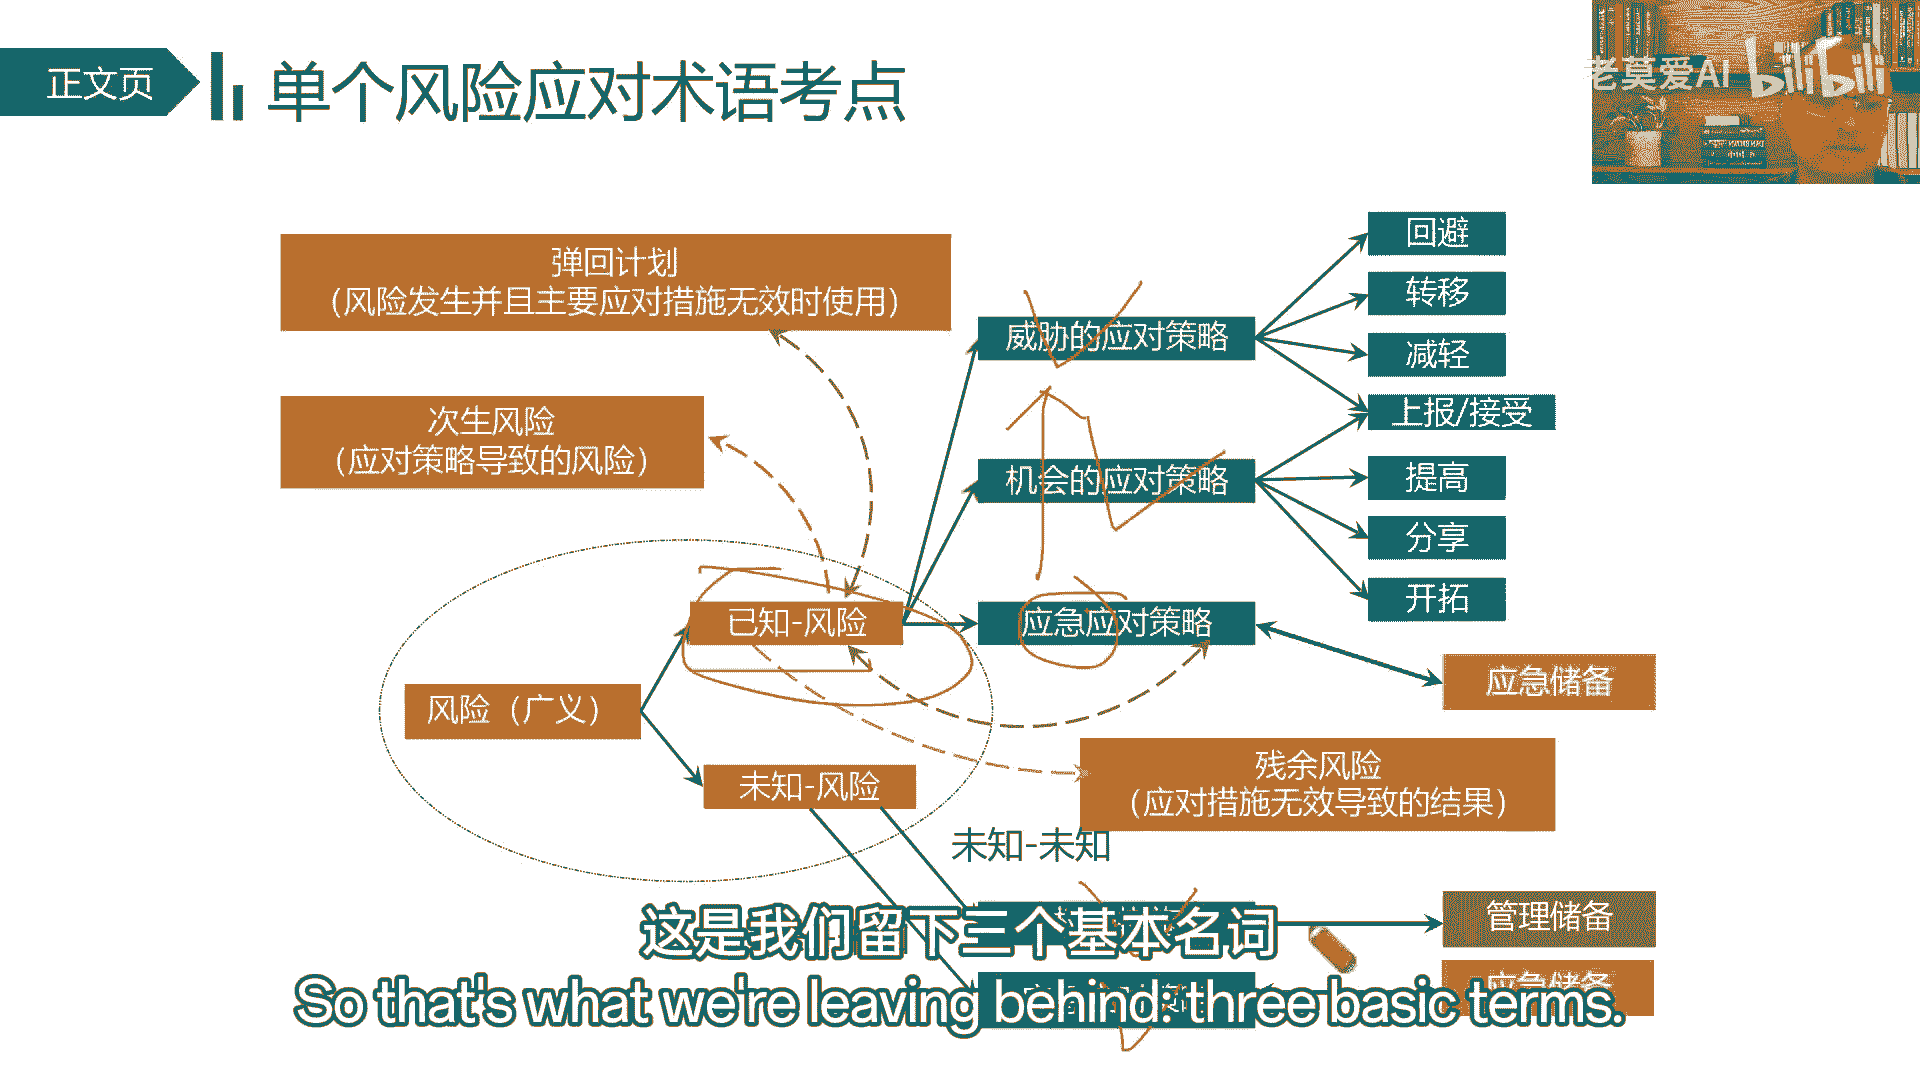 正文页
单个风险应对术语考点
老莫爱AI
bilibili
弹回计划
（风险发生并且主要应对措施无效时使用）
次生风险
（应对策略导致的风险）
威胁的应对策略
机会的应对策略
应急应对策略
回避
转移
减轻
上报/接受
提高
分享
开拓
应急储备
已知-风险
风险（广义）
未知-风险
残余风险
（应对措施无效导致的结果）
未知-未知
管理储备
应急储备
这是我们留下三个基本名词
So that's what we're leaving behind: three basic terms.